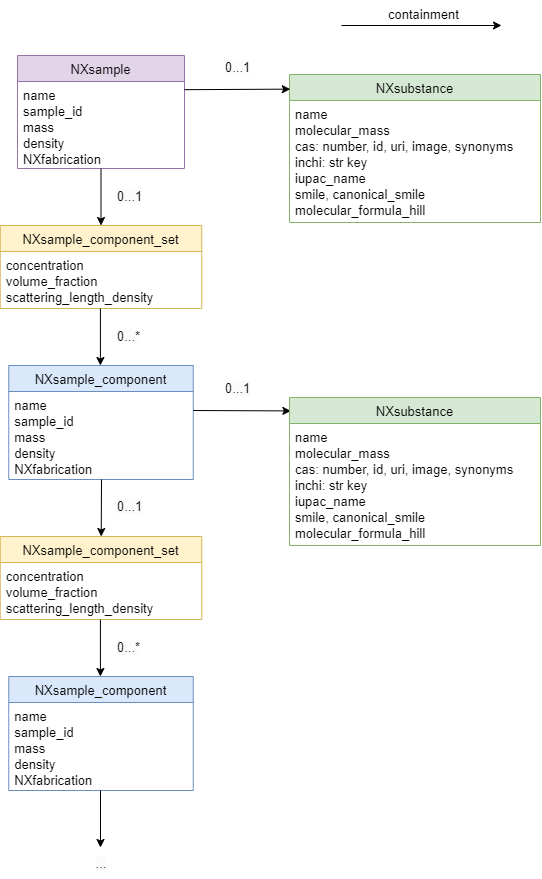 containment
NXsample
name
sample_id
mass
density
NXfabrication
0...1
NXsubstance
name
molecular_mass
cas: number, id, uri, image, synonyms
inchi: str key
iupac_name
smile, canonical_smile
molecular_formula_hill
0...1
NXsample_component_set
concentration
volume_fraction
scattering_length_density
0...*
NXsample_component
name
sample_id
mass
density
NXfabrication
0...1
NXsubstance
name
molecular_mass
cas: number, id, uri, image, synonyms
inchi: str key
iupac_name
smile, canonical_smile
molecular_formula_hill
0...1
NXsample_component_set
concentration
volume_fraction
scattering_length_density
0...*
NXsample_component
name
sample_id
mass
density
NXfabrication
...